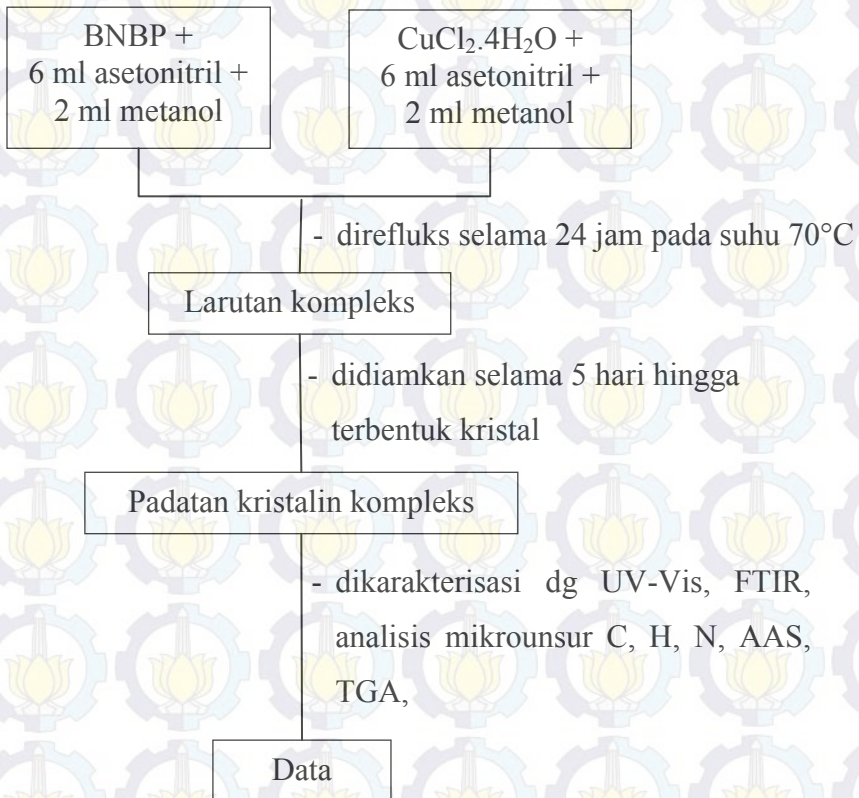 BNBP +
6 ml asetonitril +
2 ml metanol
CuCl₂.4H₂O +
6 ml asetonitril +
2 ml metanol
- direfluks selama 24 jam pada suhu 70°C
Larutan kompleks
- didiamkan selama 5 hari hingga
terbentuk kristal
Padatan kristalin kompleks
- dikarakterisasi dg UV-Vis, FTIR,
analisis mikrounsur C, H, N, AAS,
TGA,
Data